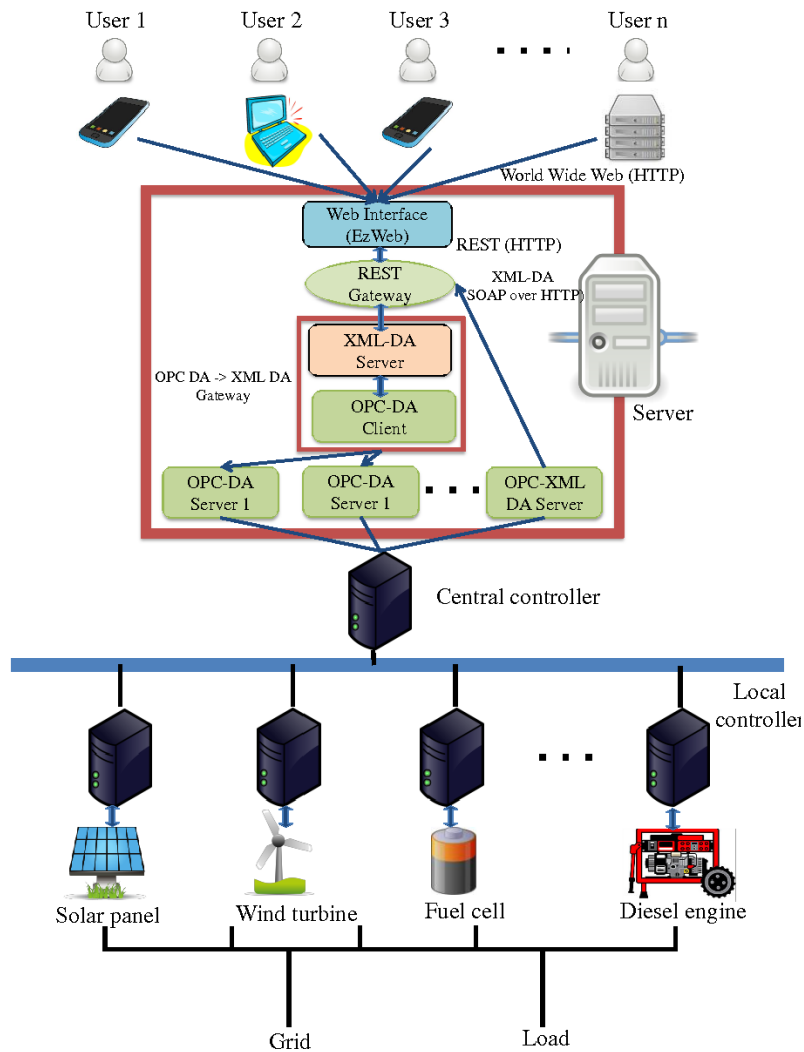 User 1
User 2
User 3
User n
World Wide Web (HTTP)
Web Interface
(EzWeb)
REST (HTTP)
REST
Gateway
XML-DA
SOAP over HTTP)
XML-DA
Server
OPC DA -> XML DA
Gateway
OPC-DA
Client
Server
OPC-DA
Server 1
OPC-DA
Server 1
OPC-XML
DA Server
Central controller
Local
controller
Solar panel
Wind turbine
Fuel cell
Diesel engine
Grid
Load